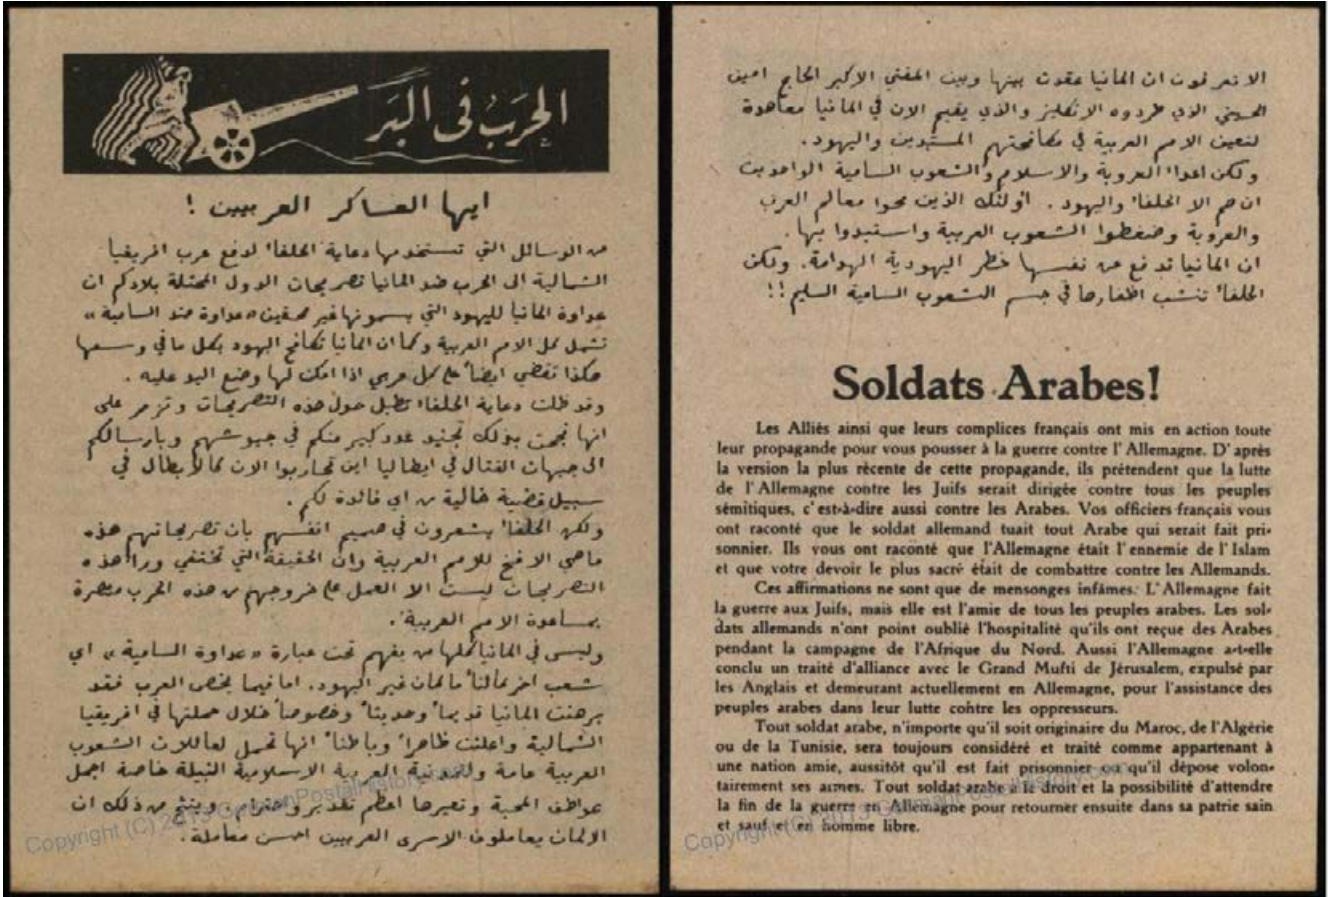 الحرب في البر
ايها العساكر العربيين !
من الوسائل التي تستخدمها دعاية الحلفاء لدفع عرب افريقيا
الشمالية الى الحرب ضد المانيا تصريحات الدول المحتلة بلادكم ان
عداوة المانيا لليهود التي يسمونها غير محقين «عداوة ضد السامية»
تشمل كل الامم العربية وكما ان المانيا تكافح اليهود بكل ما في وسعها
هكذا تقضي ايضاً على كل عربي اذا امكن لها وضع اليد عليه .
وقد ظلت دعاية الحلفاء تطبل حول هذه التصريحات وتزمر على
انها نجحت بذلك تجنيد عدد كبير منكم في جيوشهم وبارسالكم
الى جبهات القتال في ايطاليا اين تحاربوا الان كالأبطال في
سبيل قضية خالية من اي فائدة لكم .
ولكن الحلفاء يشعرون في صميم انفسهم بان تصريحاتهم هذه
ماهي الا فخ للامم العربية وان الحقيقة التي تختفي وراء هذه
التصريحات ليست الا العمل على خروجهم من هذه الحرب
بمساعدة الامم العربية .
وليس في المانيا كلها من يفهم تحت عبارة «عداوة السامية» اي
شعب اخر مالنا ماكان غير اليهود. اما فيما يخص العرب فقد
برهنت المانيا قديماً وحديثاً وخصوصاً خلال حملتها في افريقيا
الشمالية واعلنت ظاهراً وباطناً انها تحمل لعائلات الشعوب
العربية عامة وللمدنية العربية الاسلامية النبيلة خاصة اجمل
عواطف المحبة وتعيرها اعظم تقدير واحترام. وينتج من ذلك ان
الالمان يعاملون الاسرى العربيين احسن معاملة .
Copyright (C) 2013 GermanPostalHistory.com
الا تعرفون ان المانيا عقدت بينها وبين المفتي الاكبر الحاج امين
الحسيني الذي طردوه الانكليز والذي يقيم الان في المانيا معاهدة
لتعين الامم العربية في مكافحتهم المستبدين واليهود.
ولكن اعداء العروبة والاسلام والشعوب السامية الواحدين
ان هم الا الحلفاء واليهود . اولئك الذين محوا معالم العرب
والعروبة وضغطوا الشعوب العربية واستبدوا بها .
ان المانيا تدفع عن نفسها خطر اليهودية الهدامة. ولكن
الحلفاء تنشب اظفارها في جسم الشعوب السامية السليم !!
Soldats Arabes!
Les Alliés ainsi que leurs complices français ont mis en action toute
leur propagande pour vous pousser à la guerre contre l'Allemagne. D'après
la version la plus récente de cette propagande, ils prétendent que la lutte
de l'Allemagne contre les Juifs serait dirigée contre tous les peuples
sémitiques, c'est-à-dire aussi contre les Arabes. Vos officiers français vous
ont raconté que le soldat allemand tuait tout Arabe qui serait fait pri-
sonnier. Ils vous ont raconté que l'Allemagne était l'ennemie de l'Islam
et que votre devoir le plus sacré était de combattre contre les Allemands.
Ces affirmations ne sont que de mensonges infâmes. L'Allemagne fait
la guerre aux Juifs, mais elle est l'amie de tous les peuples arabes. Les sol-
dats allemands n'ont point oublié l'hospitalité qu'ils ont reçue des Arabes
pendant la campagne de l'Afrique du Nord. Aussi l'Allemagne a-t-elle
conclu un traité d'alliance avec le Grand Mufti de Jérusalem, expulsé par
les Anglais et demeurant actuellement en Allemagne, pour l'assistance des
peuples arabes dans leur lutte contre les oppresseurs.
Tout soldat arabe, n'importe qu'il soit originaire du Maroc, de l'Algérie
ou de la Tunisie, sera toujours considéré et traité comme appartenant à
une nation amie, aussitôt qu'il est fait prisonnier ou qu'il dépose volon-
tairement ses armes. Tout soldat arabe a le droit et la possibilité d'attendre
la fin de la guerre en Allemagne pour retourner ensuite dans sa patrie sain
et sauf et en homme libre.
Copyright (C) 2013 GermanPostalHistory.com